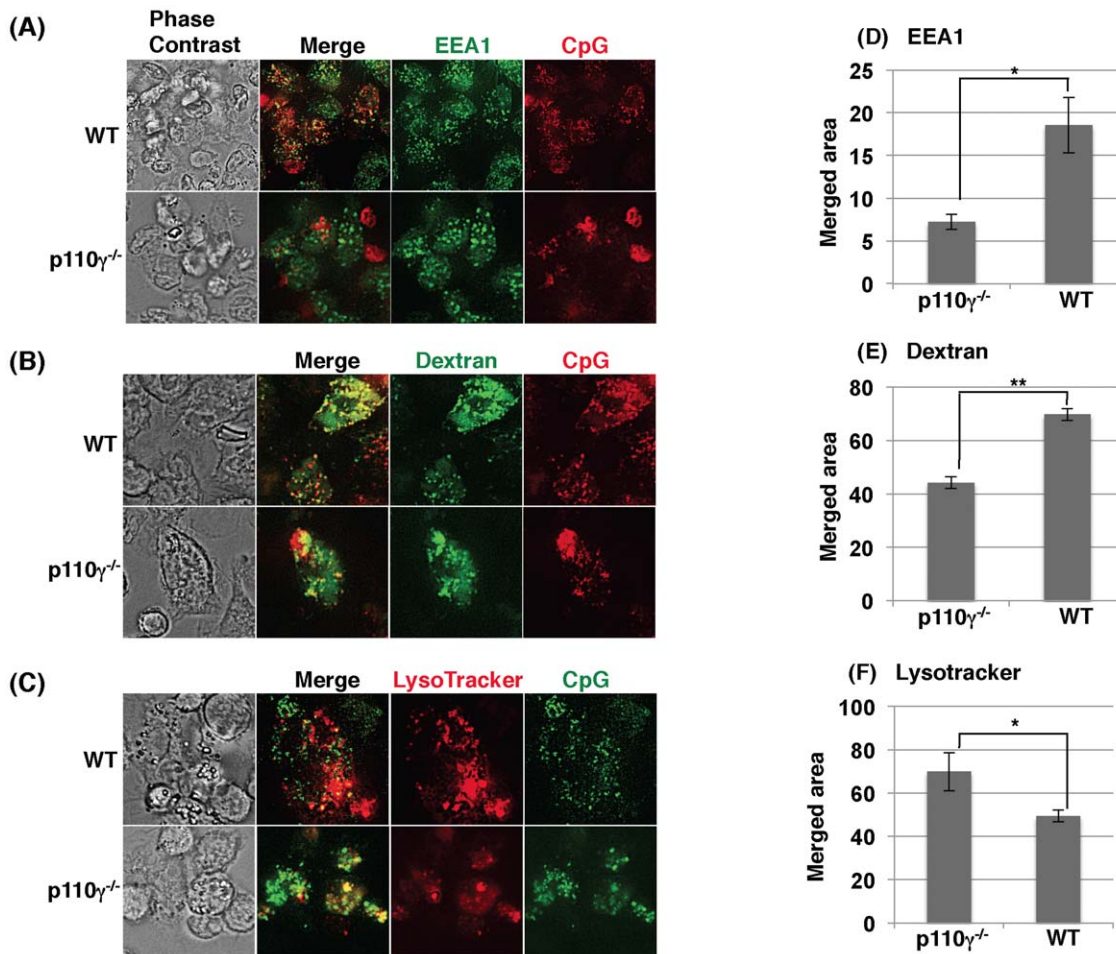 (A)
Phase
Contrast
Merge
EEA1
CpG
WT
p110γ-/-
(B)
Merge
Dextran
CpG
WT
p110γ-/-
(C)
Merge
LysoTracker
CpG
WT
p110γ-/-
(D) EEA1
25
20
15
10
5
0
Merged area
*
p110γ-/-
WT
(E) Dextran
80
60
40
20
0
Merged area
**
p110γ-/-
WT
(F) Lysotracker
100
80
60
40
20
0
Merged area
*
p110γ-/-
WT